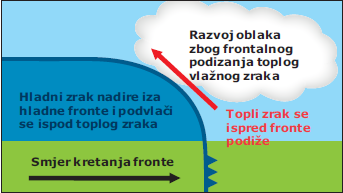 Razvoj oblaka
zbog frontalnog
podizanja toplog
vlažnog zraka
Hladni zrak nadire iza
hladne fronte i podvlači
se ispod toplog zraka
Topli zrak se
ispred fronte
podiže
Smjer kretanja fronte